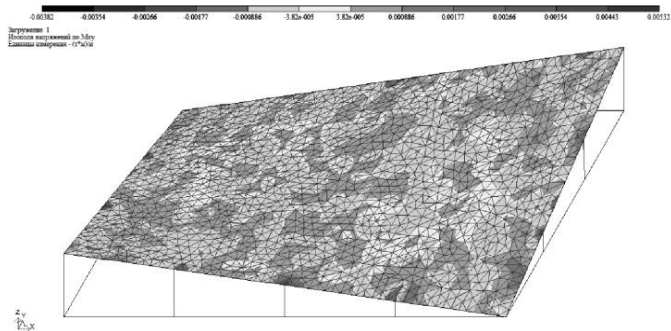 -0.00382 -0.00354 -0.00266 -0.00177 -0.000886 -3.82e-005 3.82e-005 0.000886 0.00177 0.00266 0.00354 0.00443 0.00532
Загружение 1
Изополя напряжений по Mxy
Единицы измерения - (т*м)/м
Z
Y
X